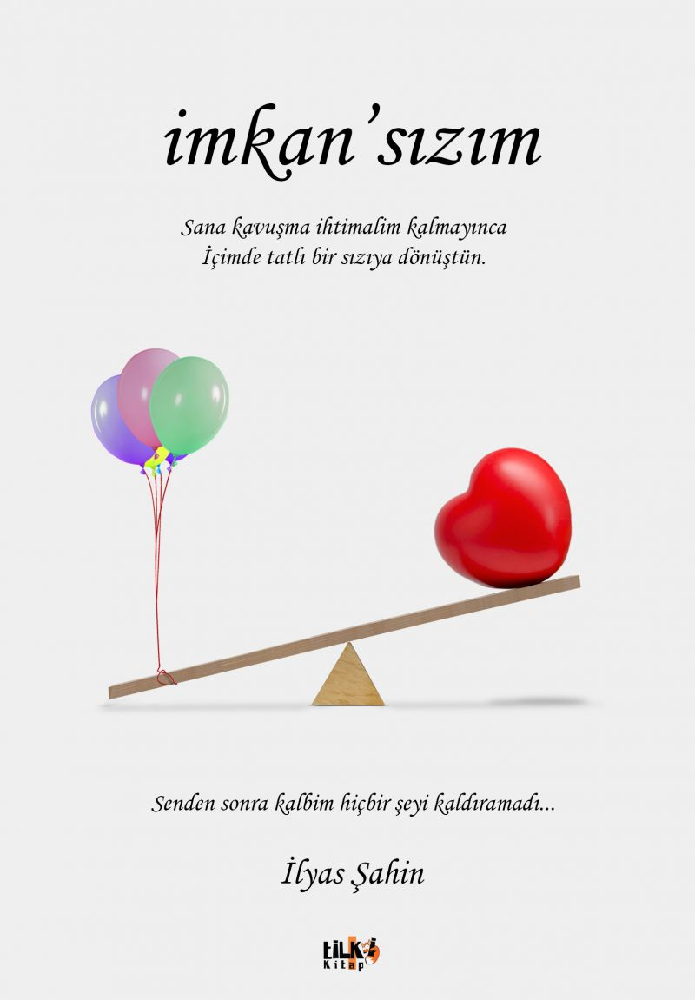 imkan'sızım
Sana kavuşma ihtimalim kalmayınca
İçimde tatlı bir sızıya dönüştün.
Senden sonra kalbim hiçbir şeyi kaldıramadı...
İlyas Şahin
tiLKi
Kitap